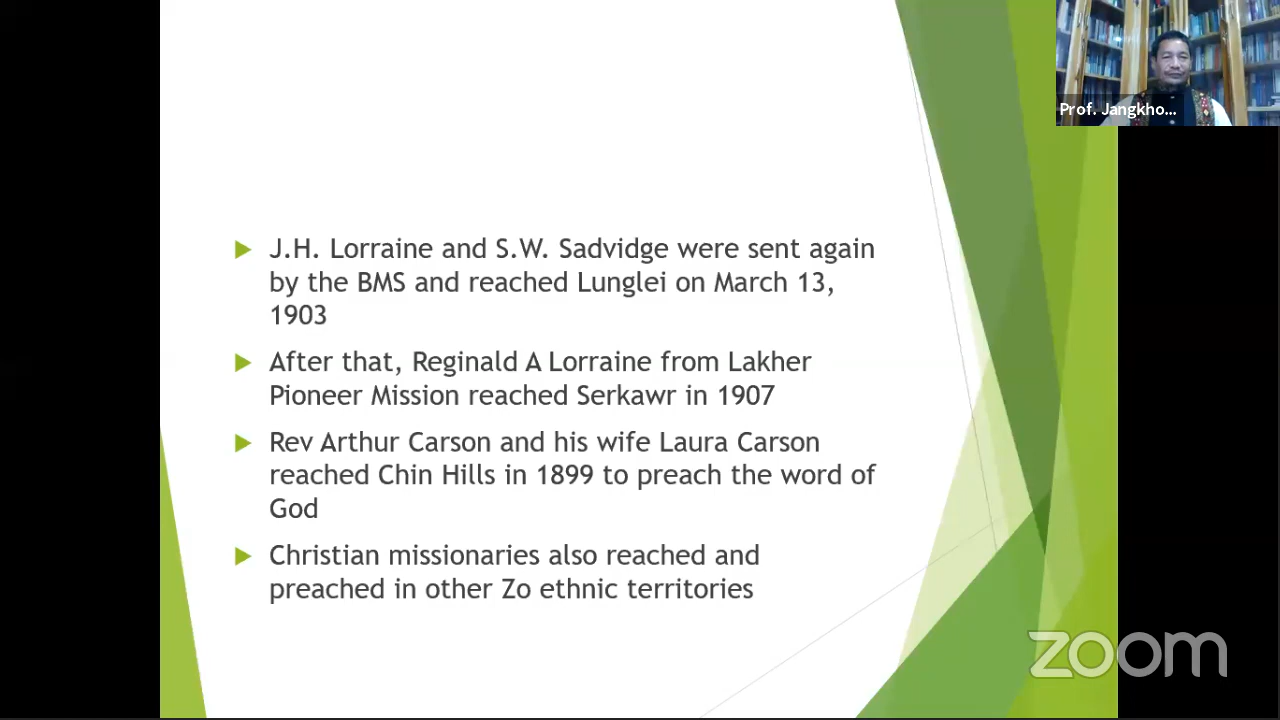 Prof. Jangkho...
J.H. Lorraine and S.W. Sadvidge were sent again
by the BMS and reached Lunglei on March 13,
1903
After that, Reginald A Lorraine from Lakher
Pioneer Mission reached Serkawr in 1907
Rev Arthur Carson and his wife Laura Carson
reached Chin Hills in 1899 to preach the word of
God
Christian missionaries also reached and
preached in other Zo ethnic territories
zoom